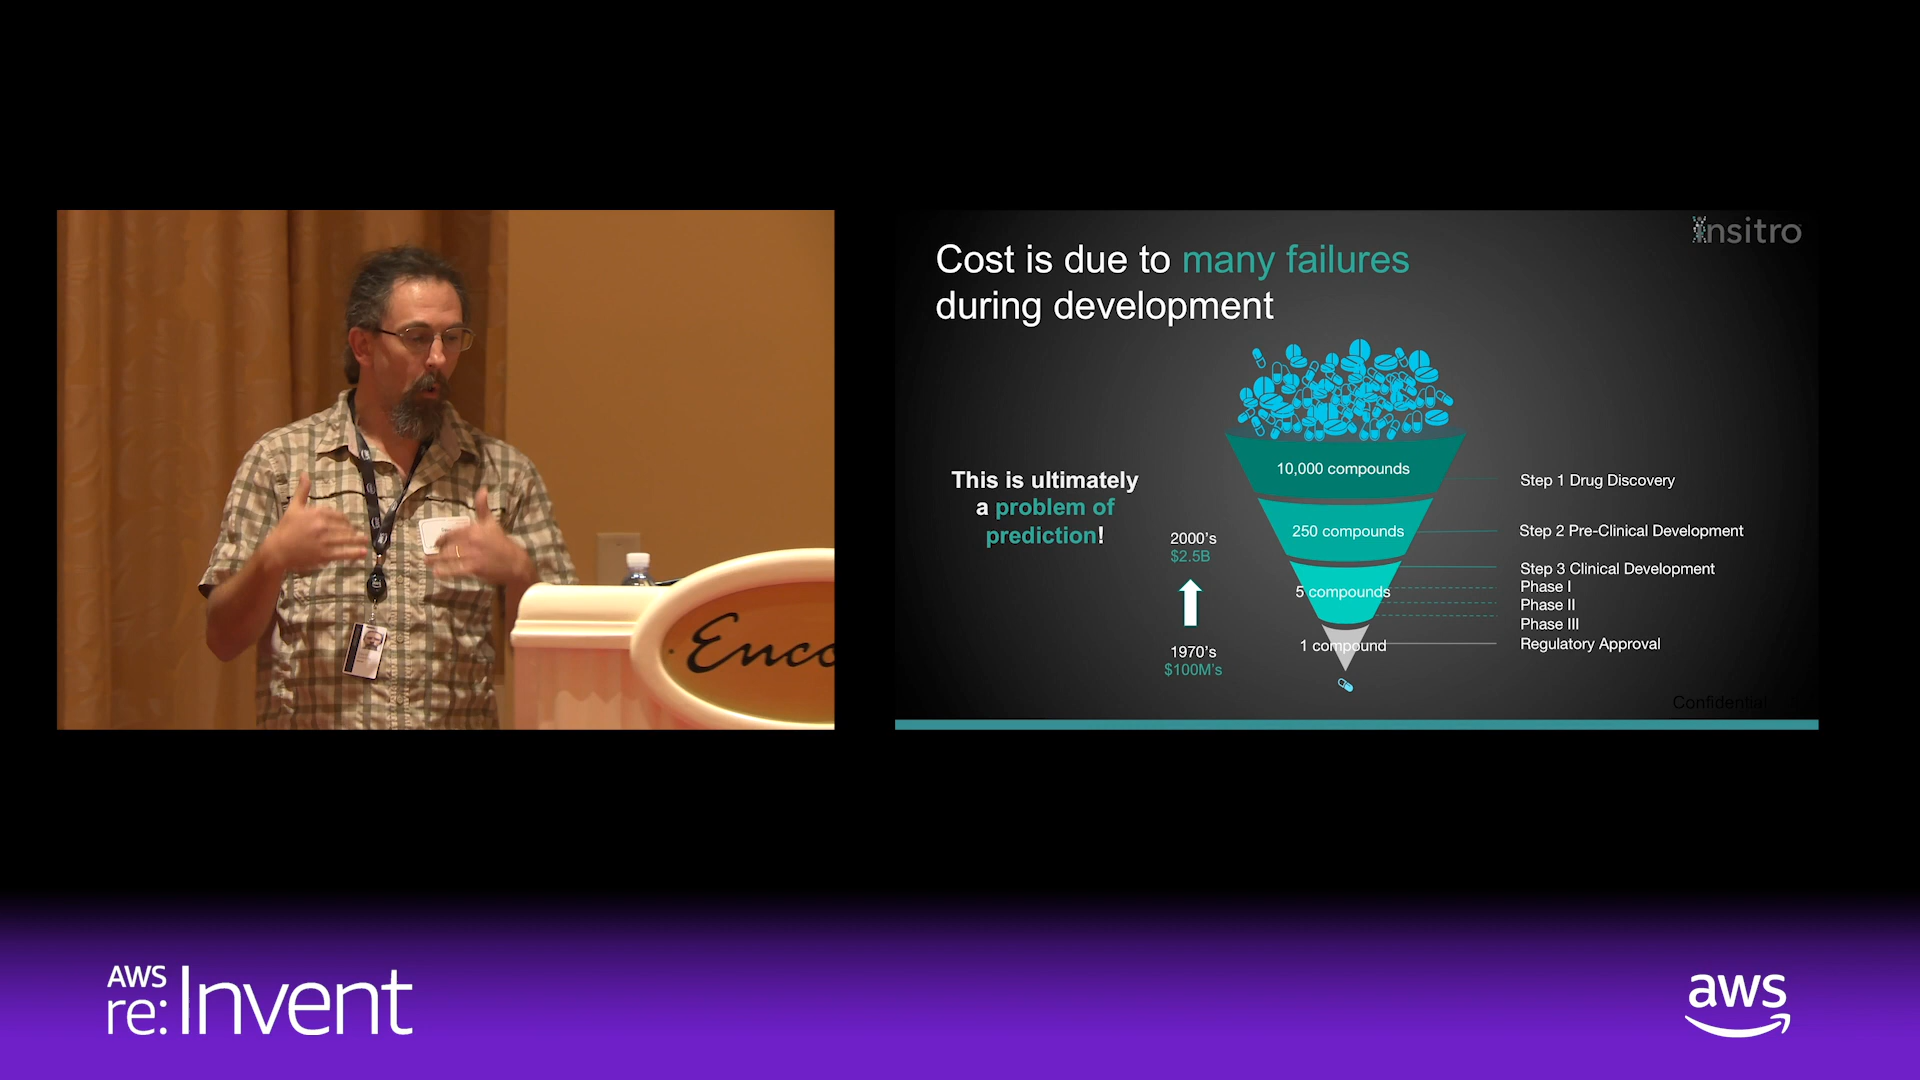 insitro
Cost is due to many failures
during development
10,000 compounds
Step 1 Drug Discovery
This is ultimately
a problem of
prediction!
250 compounds
Step 2 Pre-Clinical Development
2000's
$2.5B
Step 3 Clinical Development
5 compounds
Phase I
Phase II
Phase III
1 compound
Regulatory Approval
1970's
$100M's
Confidential
Enco
AWS
re:Invent
aws